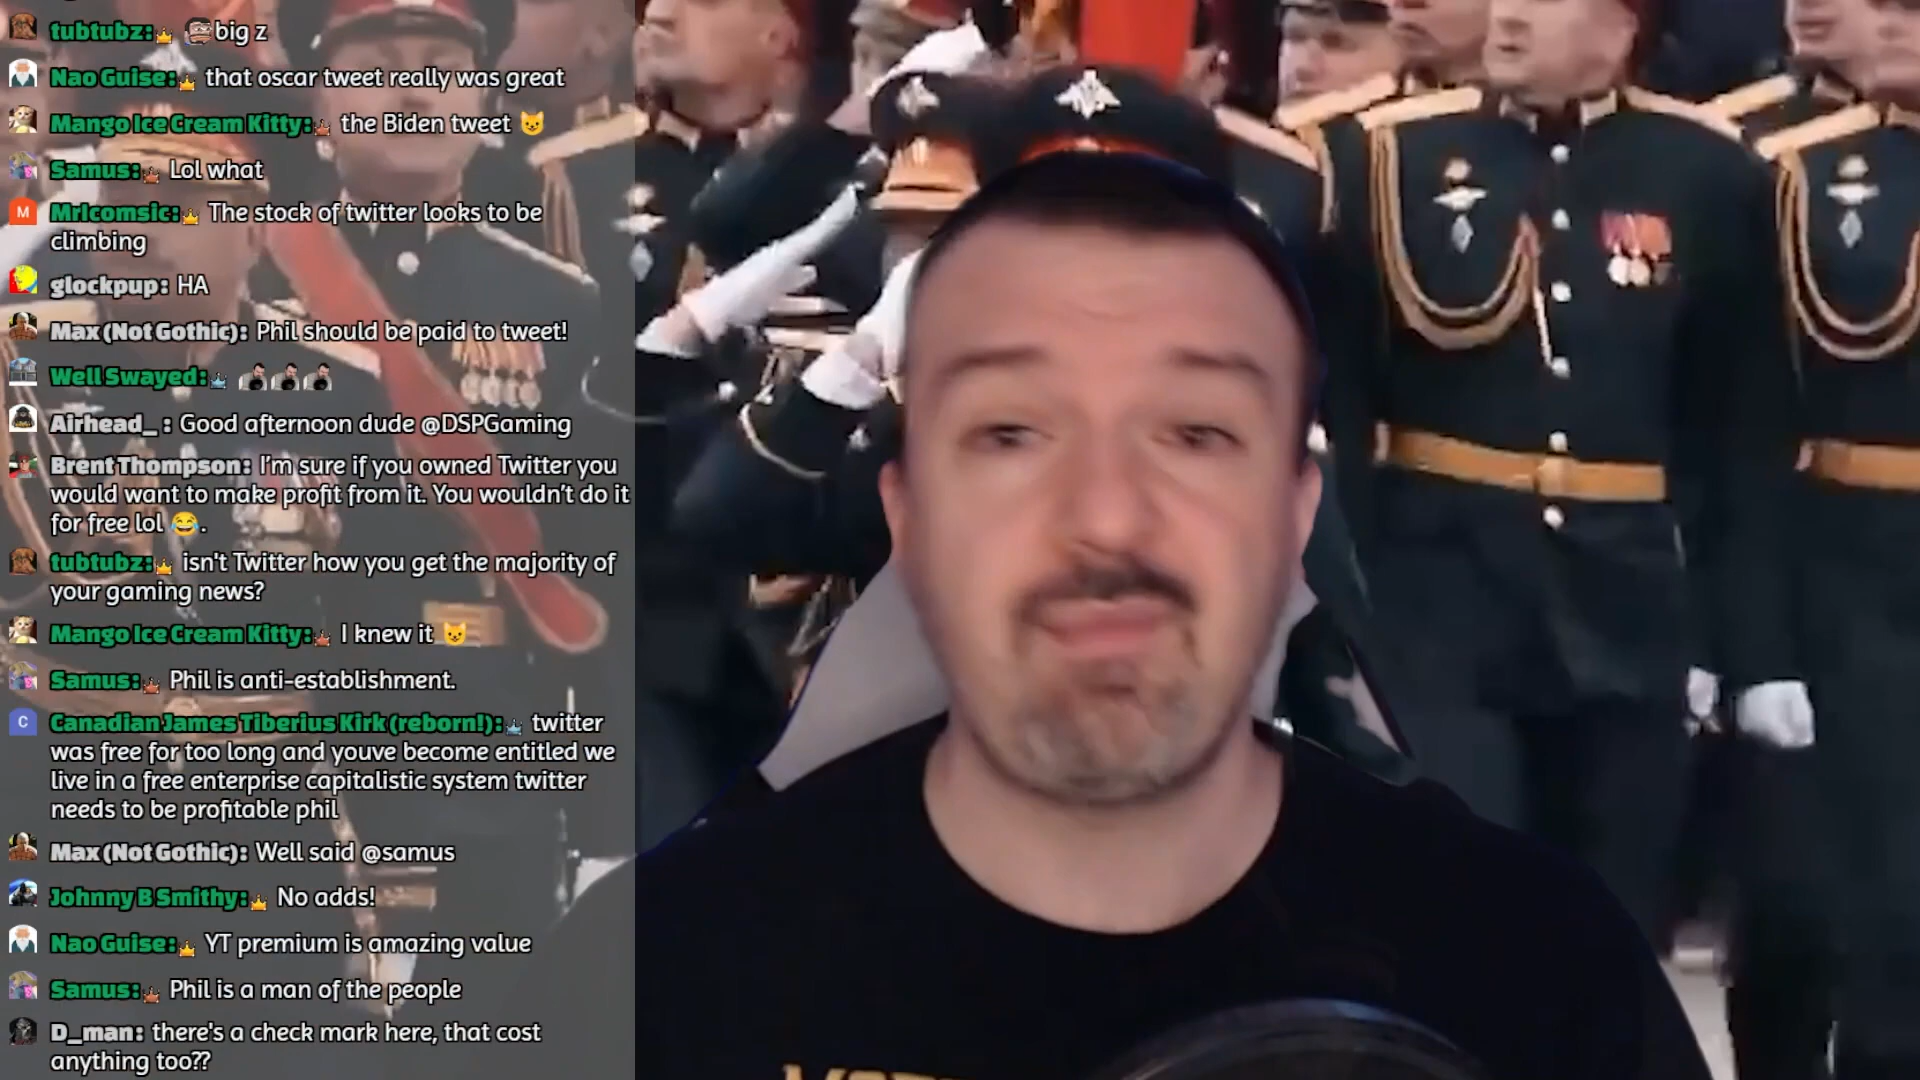 tubtubz: big z
Nao Guise: that oscar tweet really was great
Mango Ice Cream Kitty: the Biden tweet 😺
Samus: Lol what
M MrIcomsic: The stock of twitter looks to be
climbing
glockpup: HA
Max (Not Gothic): Phil should be paid to tweet!
Well Swayed:
Airhead_ : Good afternoon dude @DSPGaming
Brent Thompson: I'm sure if you owned Twitter you
would want to make profit from it. You wouldn't do it
for free lol 😂.
tubtubz: isn't Twitter how you get the majority of
your gaming news?
Mango Ice Cream Kitty: I knew it 😺
Samus: Phil is anti-establishment.
C Canadian James Tiberius Kirk (reborn!): twitter
was free for too long and youve become entitled we
live in a free enterprise capitalistic system twitter
needs to be profitable phil
Max (Not Gothic): Well said @samus
Johnny B Smithy: No adds!
Nao Guise: YT premium is amazing value
Samus: Phil is a man of the people
D_man: there's a check mark here, that cost
anything too??